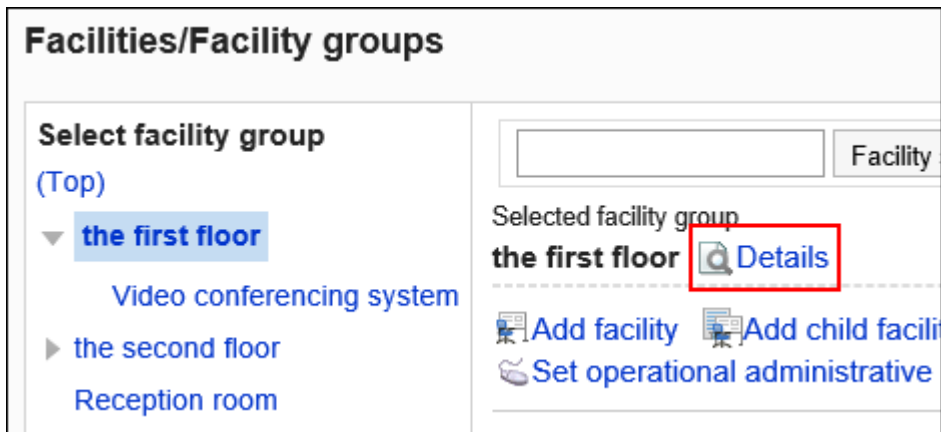 Facilities/Facility groups
Select facility group
(Top)
the first floor
Video conferencing system
the second floor
Reception room
Facility
Selected facility group
the first floor Details
Add facility Add child
Set operational administrative